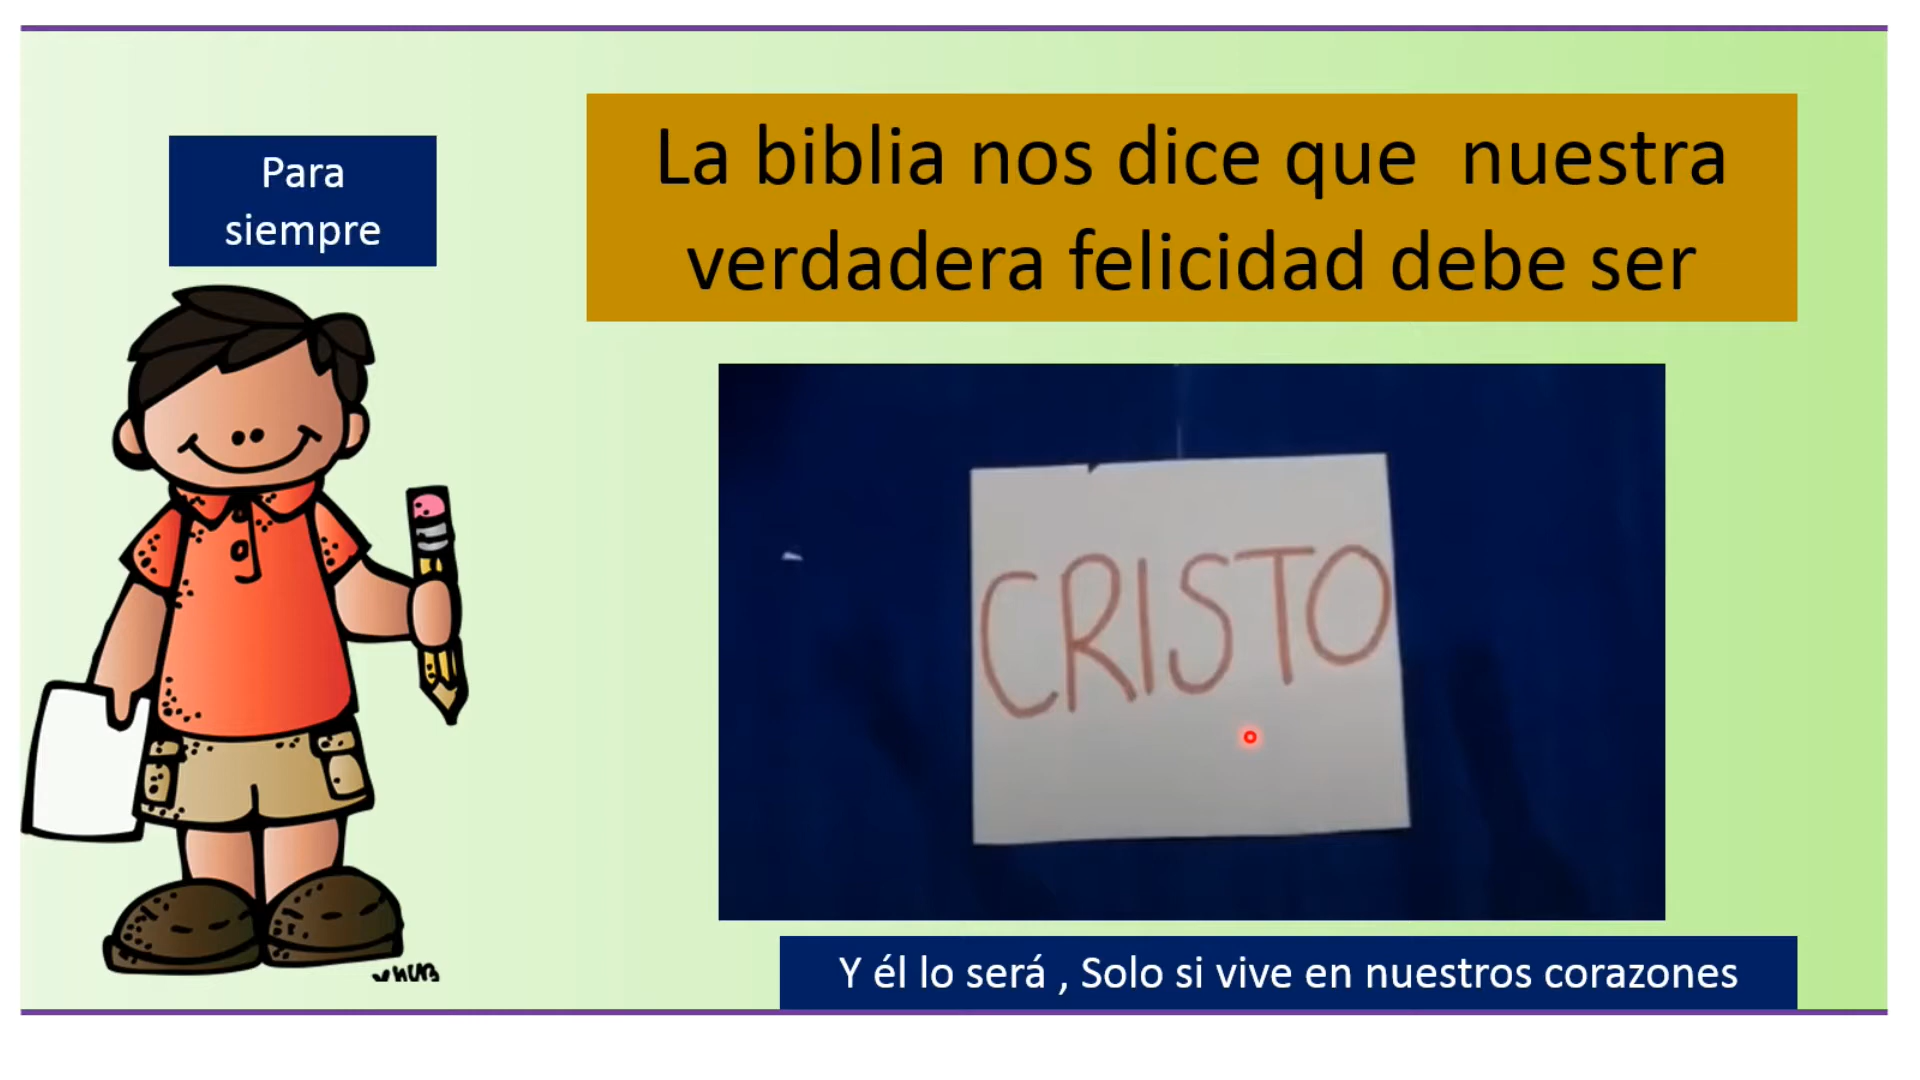 Para
siempre
La biblia nos dice que  nuestra
verdadera felicidad debe ser
CRISTO
Y él lo será , Solo si vive en nuestros corazones